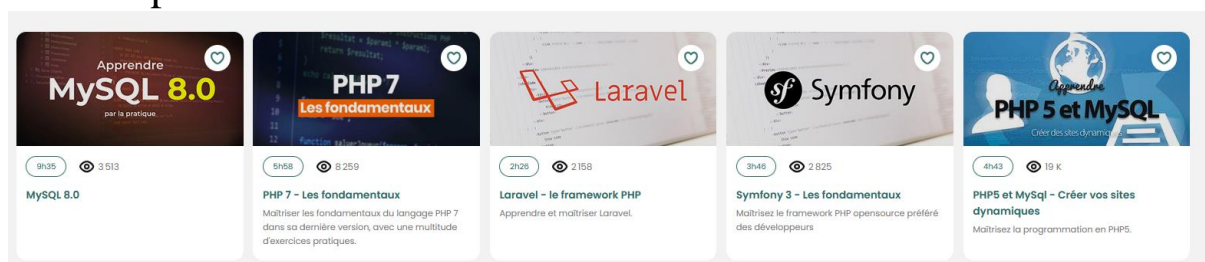 Apprendre
MySQL 8.0
par la pratique
9h35 3 513
MySQL 8.0
PHP 7
Les fondamentaux
5h58 8 259
PHP 7 - Les fondamentaux
Maîtriser les fondamentaux du langage PHP 7
dans sa dernière version, avec une multitude
d'exercices pratiques.
Laravel
2h26 2 158
Laravel - le framework PHP
Apprendre et maîtriser Laravel.
sf Symfony
3h46 2 825
Symfony 3 - Les fondamentaux
Maîtrisez le framework PHP opensource préféré
des développeurs
Apprendre
PHP 5 et MySQL
Créer des sites dynamiques
4h43 19 K
PHP5 et MySql - Créer vos sites
dynamiques
Maîtrisez la programmation en PHP5.